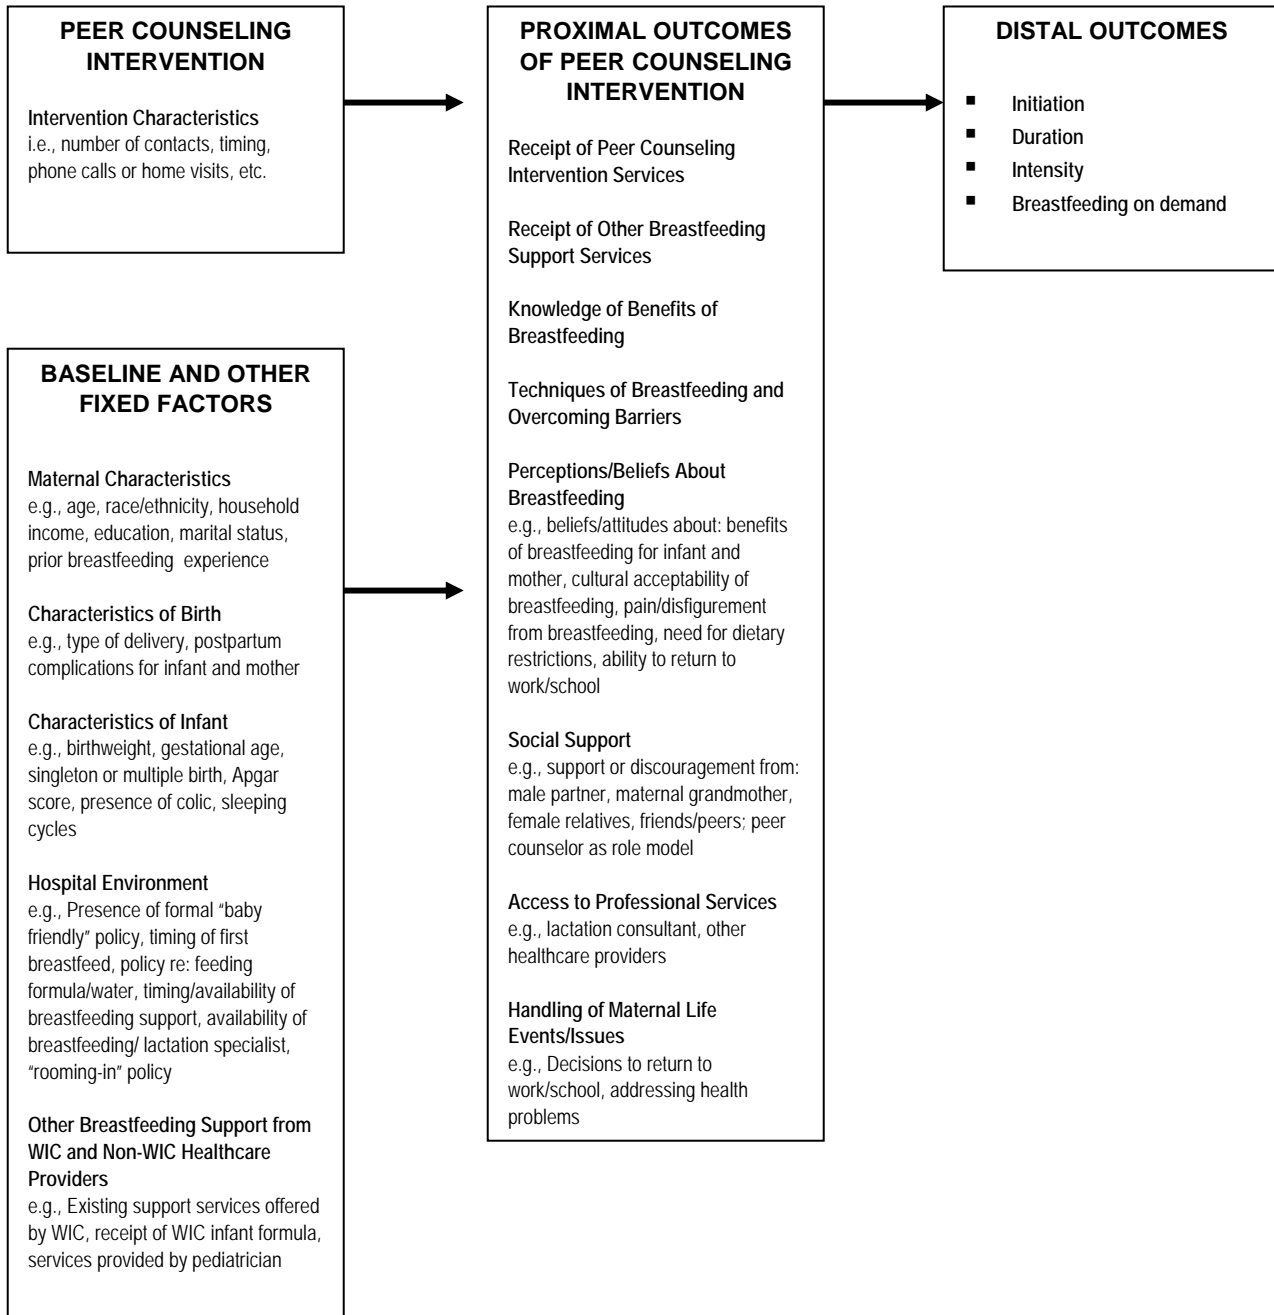 PEER COUNSELING
INTERVENTION
Intervention Characteristics
i.e., number of contacts, timing,
phone calls or home visits, etc.
BASELINE AND OTHER
FIXED FACTORS
Maternal Characteristics
e.g., age, race/ethnicity, household
income, education, marital status,
prior breastfeeding experience
Characteristics of Birth
e.g., type of delivery, postpartum
complications for infant and mother
Characteristics of Infant
e.g., birthweight, gestational age,
singleton or multiple birth, Apgar
score, presence of colic, sleeping
cycles
Hospital Environment
e.g., Presence of formal “baby
friendly” policy, timing of first
breastfeed, policy re: feeding
formula/water, timing/availability of
breastfeeding support, availability of
breastfeeding/ lactation specialist,
“rooming-in” policy
Other Breastfeeding Support from
WIC and Non-WIC Healthcare
Providers
e.g., Existing support services offered
by WIC, receipt of WIC infant formula,
services provided by pediatrician
PROXIMAL OUTCOMES
OF PEER COUNSELING
INTERVENTION
Receipt of Peer Counseling
Intervention Services
Receipt of Other Breastfeeding
Support Services
Knowledge of Benefits of
Breastfeeding
Techniques of Breastfeeding and
Overcoming Barriers
Perceptions/Beliefs About
Breastfeeding
e.g., beliefs/attitudes about: benefits
of breastfeeding for infant and
mother, cultural acceptability of
breastfeeding, pain/disfigurement
from breastfeeding, need for dietary
restrictions, ability to return to
work/school
Social Support
e.g., support or discouragement from:
male partner, maternal grandmother,
female relatives, friends/peers; peer
counselor as role model
Access to Professional Services
e.g., lactation consultant, other
healthcare providers
Handling of Maternal Life
Events/Issues
e.g., Decisions to return to
work/school, addressing health
problems
DISTAL OUTCOMES
▪ Initiation
▪ Duration
▪ Intensity
▪ Breastfeeding on demand